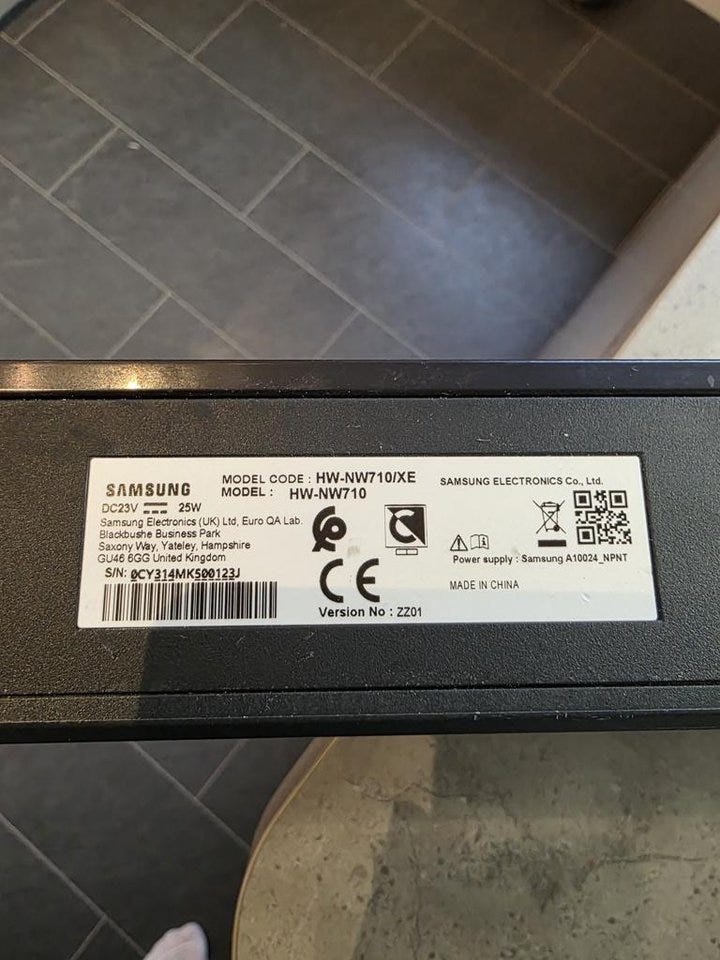 SAMSUNG
MODEL CODE : HW-NW710/XE
MODEL : HW-NW710
SAMSUNG ELECTRONICS Co., Ltd.
DC23V 25W
Samsung Electronics (UK) Ltd, Euro QA Lab.
Blackbushe Business Park
Saxony Way, Yateley, Hampshire
GU46 6GG United Kingdom
S/N: 0CY314MK500123J
CE
Version No : ZZ01
Power supply : Samsung A10024_NPNT
MADE IN CHINA